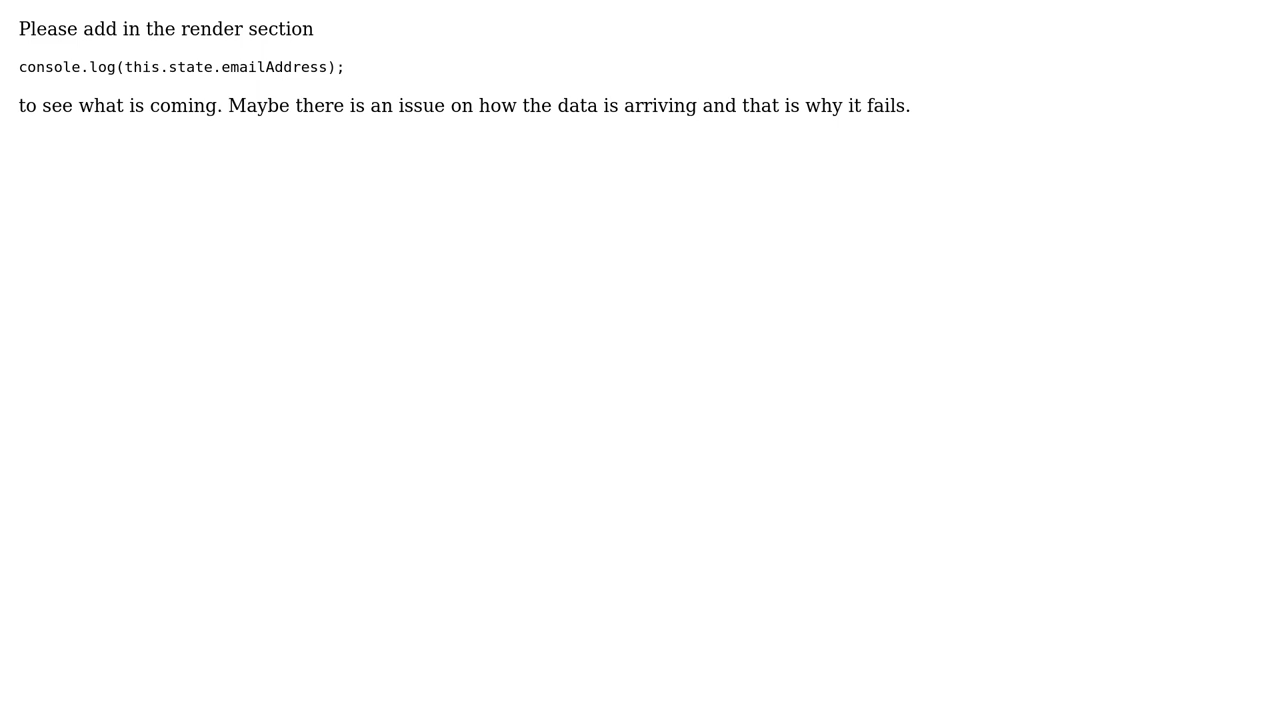 Please add in the render section
console.log(this.state.emailAddress);
to see what is coming. Maybe there is an issue on how the data is arriving and that is why it fails.